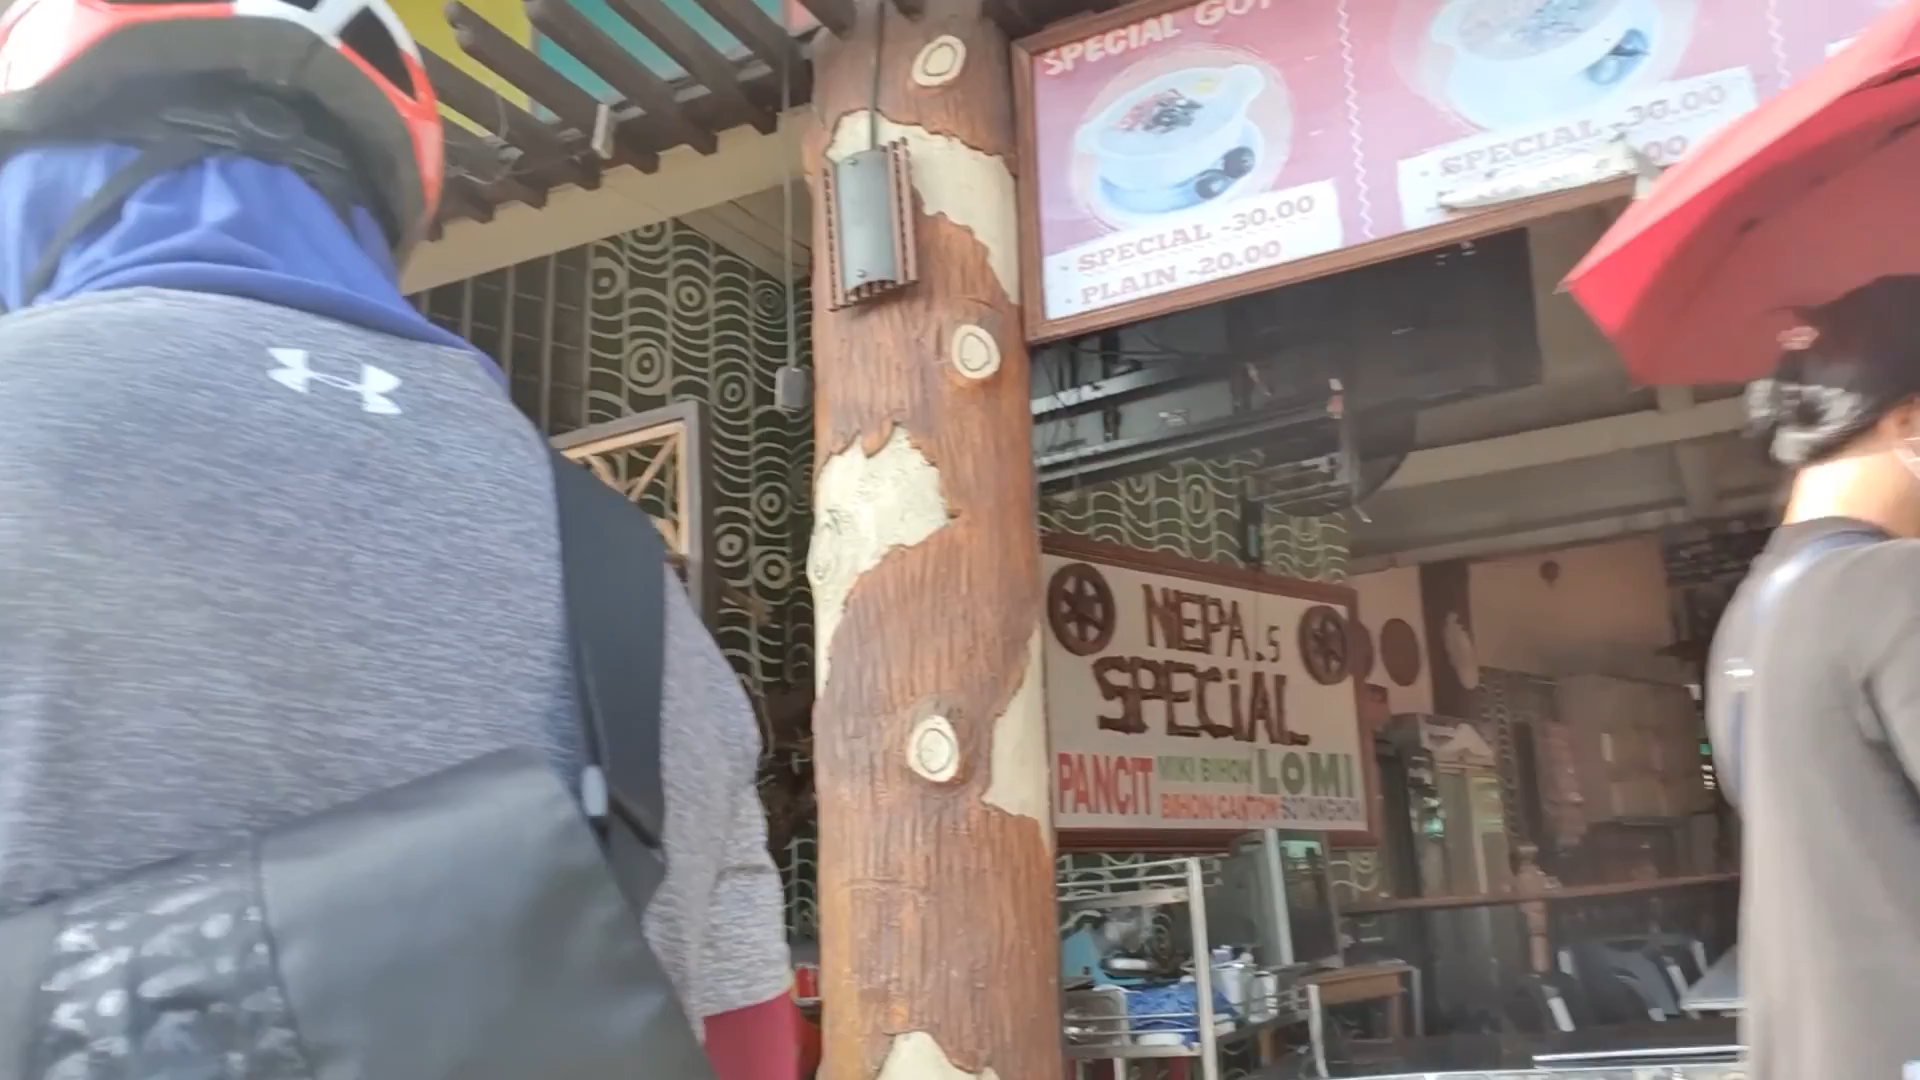 SPECIAL
SPECIAL -30.00
PLAIN -20.00
SPECIAL -30.00
NEPA.s
SPECiAL
PANCIT MIKI BIHON LOMI
BIHON CANTON SOTANGHON